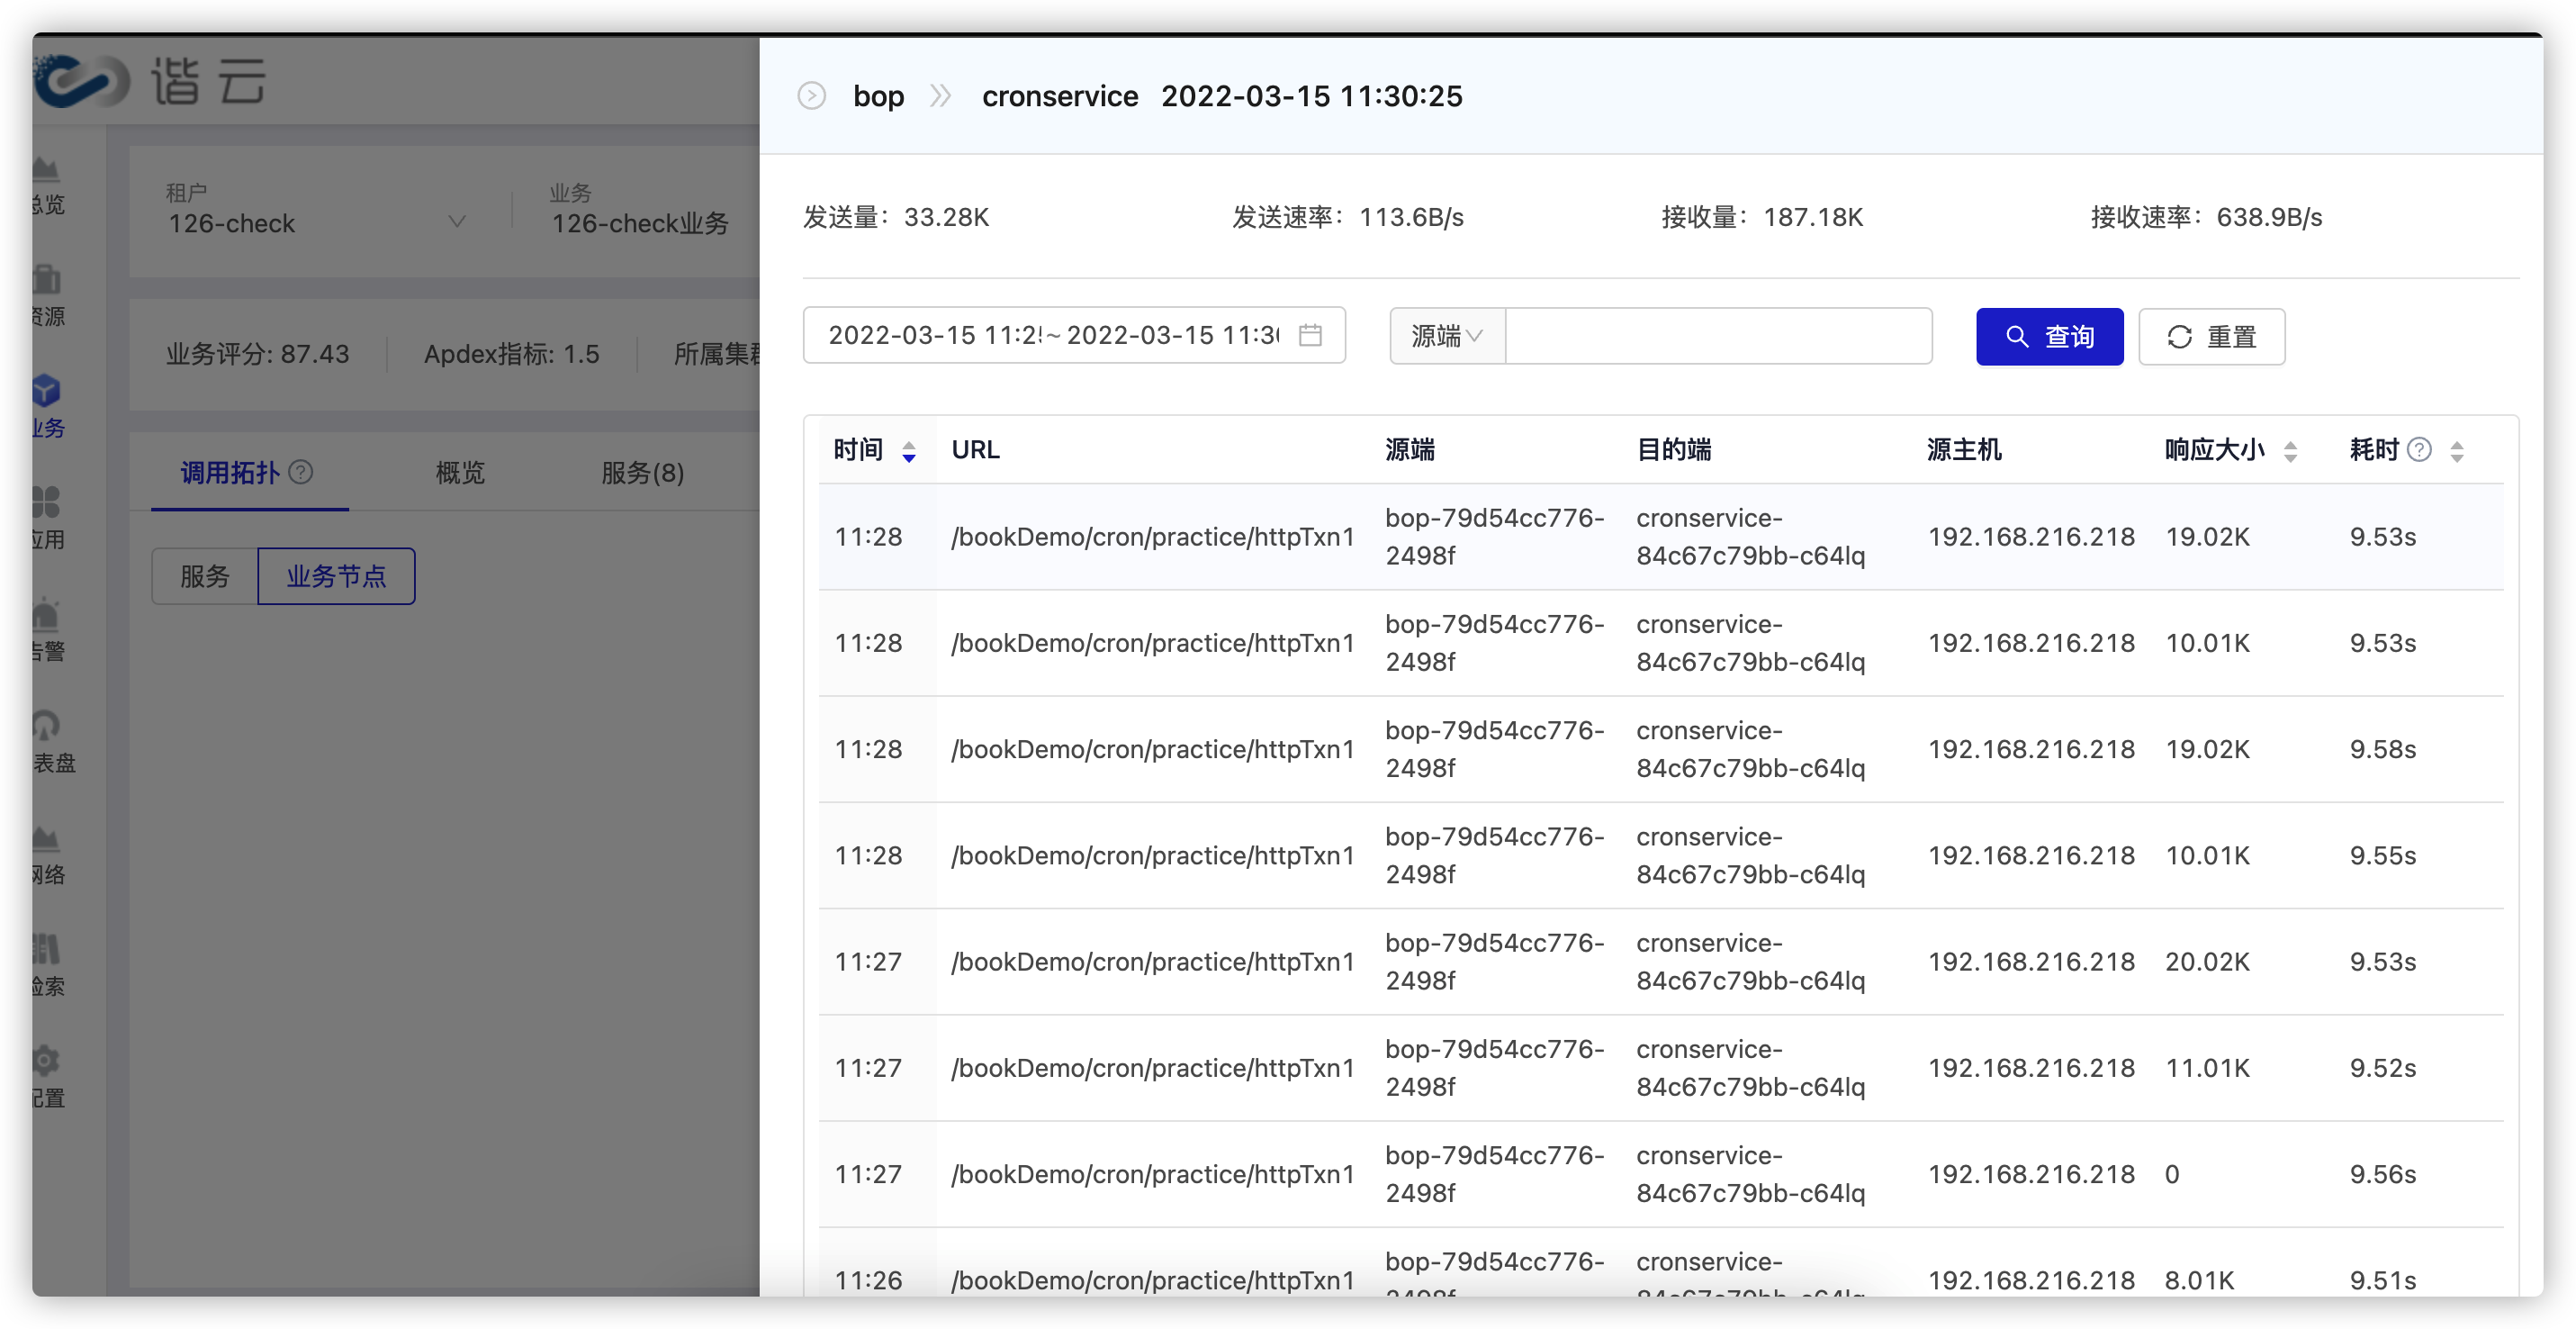 谐云
bop
cronservice 2022-03-15 11:30:25
租户
126-check
业务
126-check业务
业务评分: 87.43
Apdex指标: 1.5
所属集群
调用拓扑
概览
服务(8)
服务
业务节点
总览
资源
业务
应用
告警
表盘
网络
检索
配置
发送量： 33.28K
发送速率： 113.6B/s
接收量： 187.18K
接收速率： 638.9B/s
2022-03-15 11:2 ~ 2022-03-15 11:3
源端
查询
重置
时间 URL 源端 目的端 源主机 响应大小 耗时
11:28 /bookDemo/cron/practice/httpTxn1 bop-79d54cc776- cronservice- 192.168.216.218 19.02K 9.53s
2498f 84c67c79bb-c64lq
11:28 /bookDemo/cron/practice/httpTxn1 bop-79d54cc776- cronservice- 192.168.216.218 10.01K 9.53s
2498f 84c67c79bb-c64lq
11:28 /bookDemo/cron/practice/httpTxn1 bop-79d54cc776- cronservice- 192.168.216.218 19.02K 9.58s
2498f 84c67c79bb-c64lq
11:28 /bookDemo/cron/practice/httpTxn1 bop-79d54cc776- cronservice- 192.168.216.218 10.01K 9.55s
2498f 84c67c79bb-c64lq
11:27 /bookDemo/cron/practice/httpTxn1 bop-79d54cc776- cronservice- 192.168.216.218 20.02K 9.53s
2498f 84c67c79bb-c64lq
11:27 /bookDemo/cron/practice/httpTxn1 bop-79d54cc776- cronservice- 192.168.216.218 11.01K 9.52s
2498f 84c67c79bb-c64lq
11:27 /bookDemo/cron/practice/httpTxn1 bop-79d54cc776- cronservice- 192.168.216.218 0 9.56s
2498f 84c67c79bb-c64lq
11:26 /bookDemo/cron/practice/httpTxn1 bop-79d54cc776- cronservice- 192.168.216.218 8.01K 9.51s